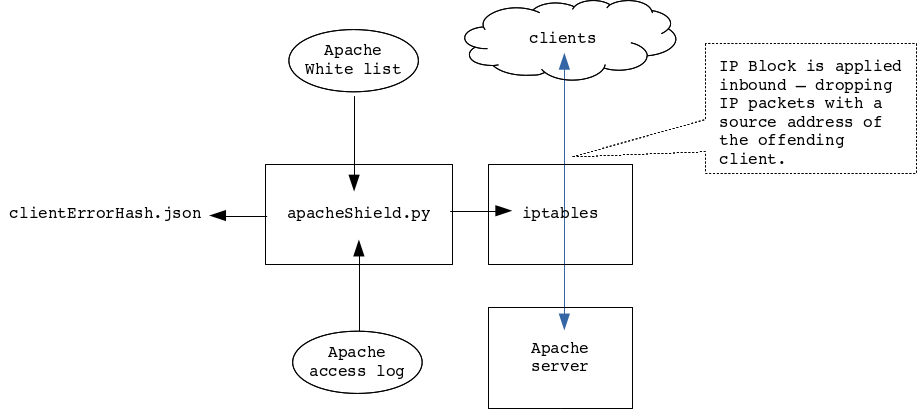 clients
Apache
White list
IP Block is applied
inbound – dropping
IP packets with a
source address of
the offending
client.
clientErrorHash.json
apacheShield.py
iptables
Apache
access log
Apache
server